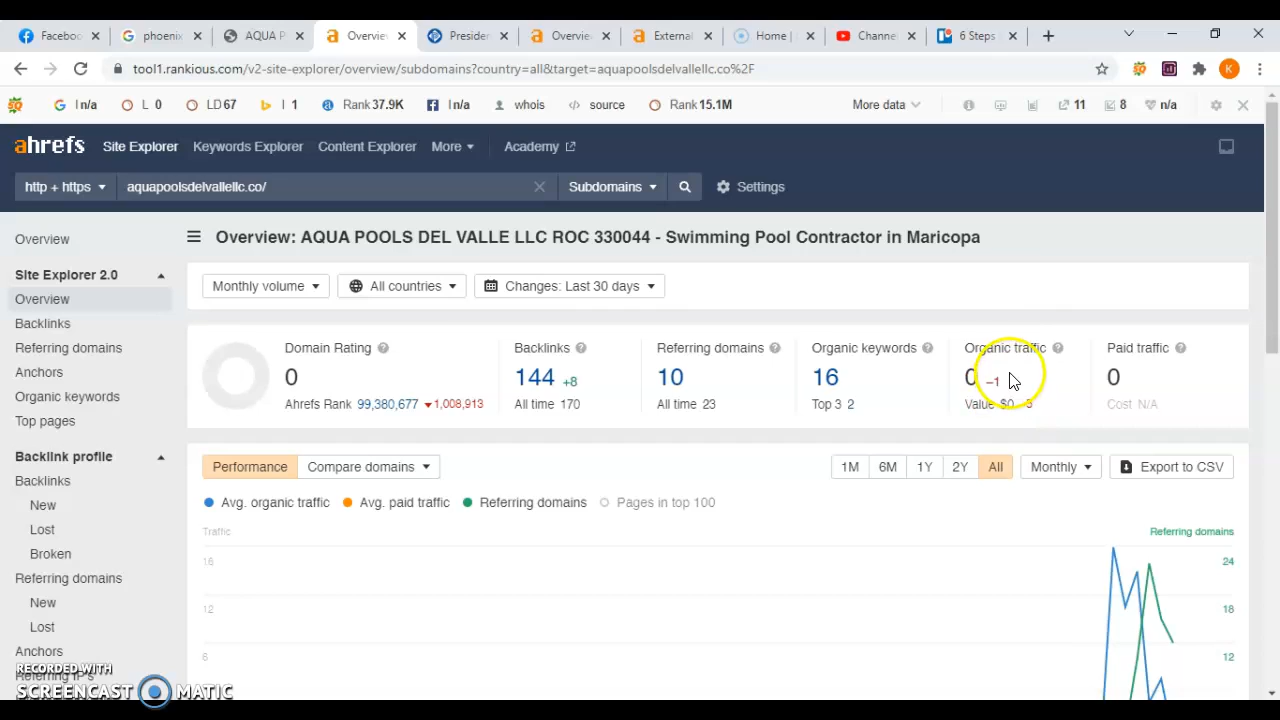 Facebo
phoenix
AQUA P
Overvie
Presider
Overvie
External
Home |
Channe
6 Steps
tool1.rankious.com/v2-site-explorer/overview/subdomains?country=all&target=aquapoolsdelvallellc.co%2F
K
I n/a
L 0
LD 67
I 1
Rank 37.9K
I n/a
whois
source
Rank 15.1M
More data
11
8
n/a
ahrefs
Site Explorer
Keywords Explorer
Content Explorer
More
Academy
http + https
aquapoolsdelvallellc.co/
Subdomains
Settings
Overview
Overview: AQUA POOLS DEL VALLE LLC ROC 330044 - Swimming Pool Contractor in Maricopa
Site Explorer 2.0
Overview
Backlinks
Referring domains
Anchors
Organic keywords
Top pages
Backlink profile
Backlinks
New
Lost
Broken
Referring domains
New
Lost
Anchors
Referring IPs
Monthly volume
All countries
Changes: Last 30 days
Domain Rating
0
Ahrefs Rank 99,380,677 1,008,913
Backlinks
144 +8
All time 170
Referring domains
10
All time 23
Organic keywords
16
Top 3 2
Organic traffic
0 −1
Value $0 −5
Paid traffic
0
Cost N/A
Performance
Compare domains
1M
6M
1Y
2Y
All
Monthly
Export to CSV
Avg. organic traffic
Avg. paid traffic
Referring domains
Pages in top 100
Traffic
Referring domains
16
24
12
18
6
12
RECORDED WITH
SCREENCAST MATIC